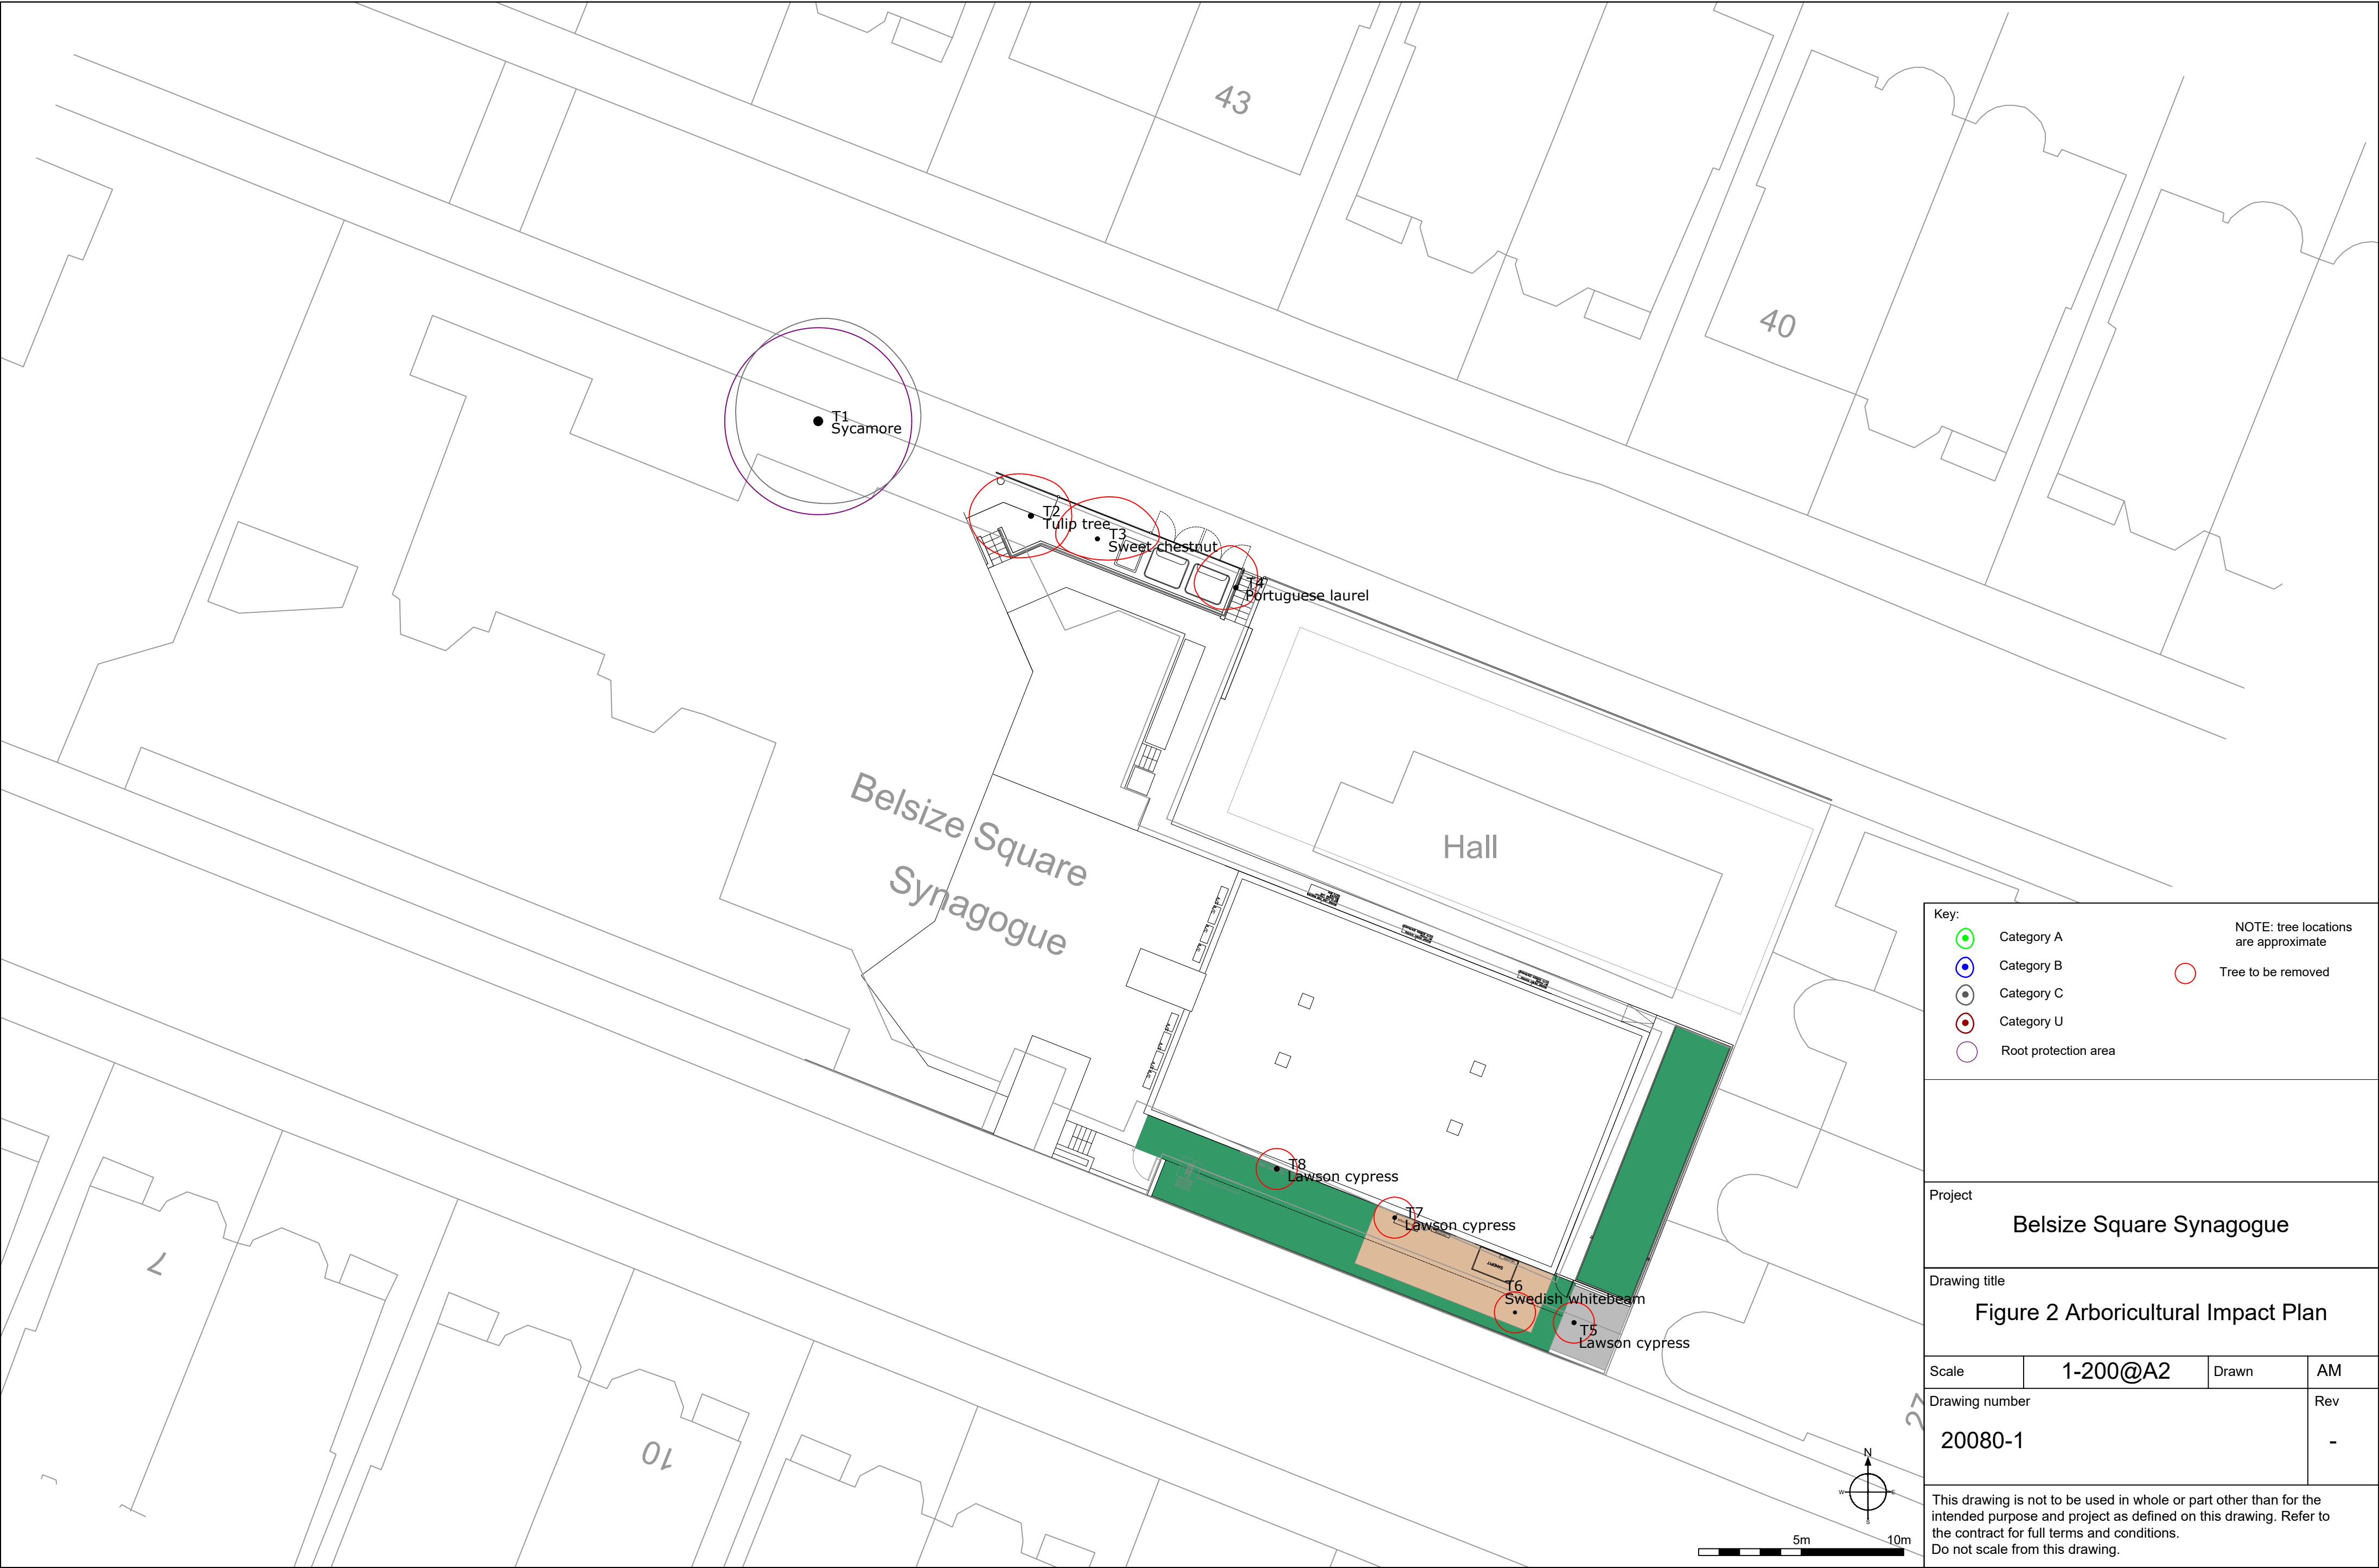 43
40
T1
Sycamore
T2
Tulip tree
T3
Sweet chestnut
T4
Portuguese laurel
Belsize Square
Synagogue
Hall
T8
Lawson cypress
T7
Lawson cypress
T6
Swedish whitebeam
T5
Lawson cypress
7
10
27
N
W
E
S
5m
10m
Key:
Category A
Category B
Category C
Category U
Root protection area
NOTE: tree locations
are approximate
Tree to be removed
Project
Belsize Square Synagogue
Drawing title
Figure 2 Arboricultural Impact Plan
Scale
1-200@A2
Drawn
AM
Drawing number
20080-1
Rev
-
This drawing is not to be used in whole or part other than for the
intended purpose and project as defined on this drawing. Refer to
the contract for full terms and conditions.
Do not scale from this drawing.